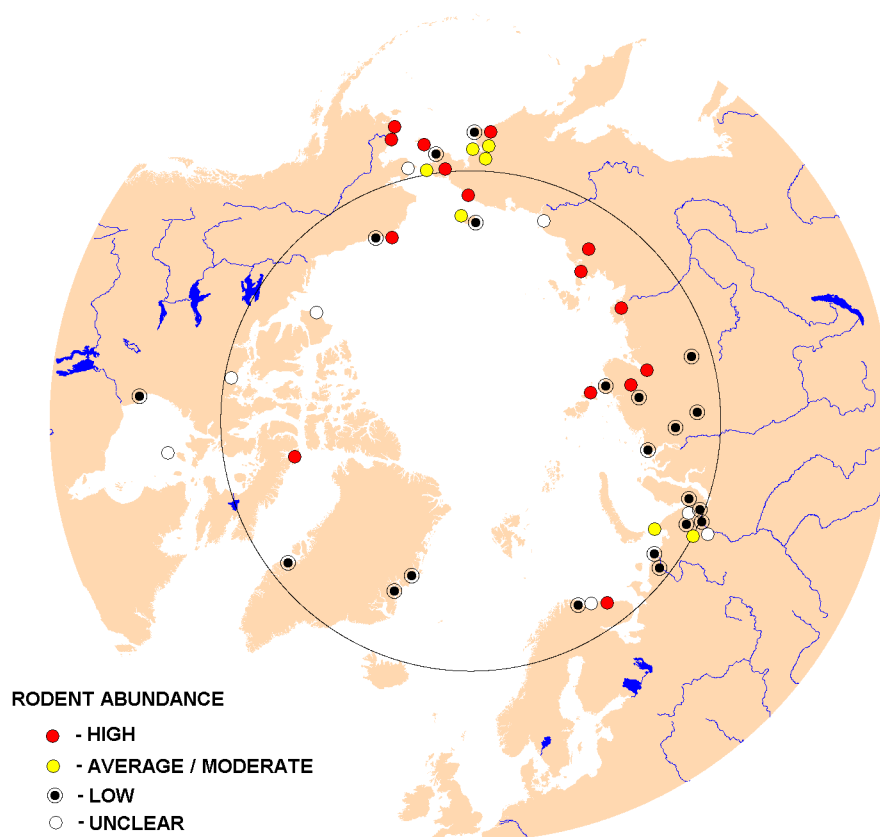 RODENT ABUNDANCE
- HIGH
- AVERAGE / MODERATE
- LOW
- UNCLEAR